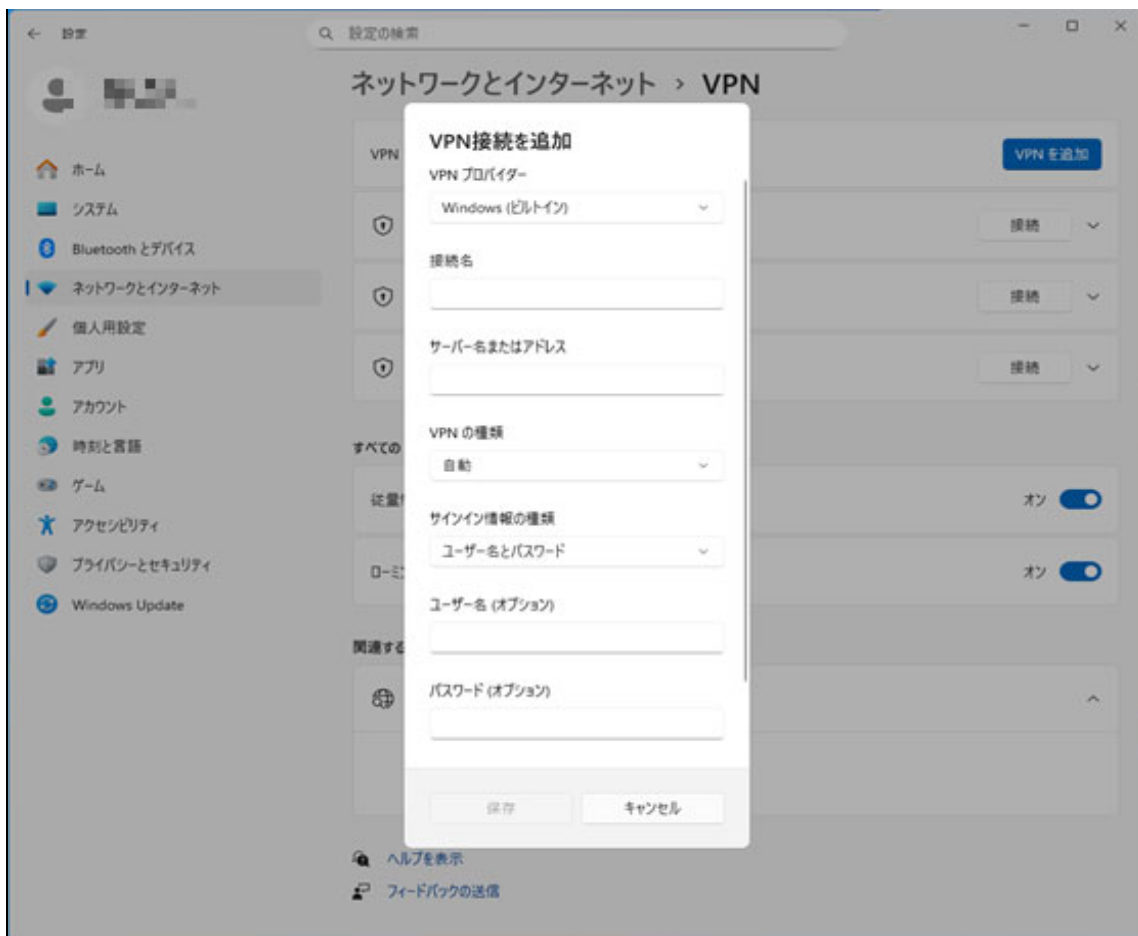 設定
設定の検索
ネットワークとインターネット › VPN
ホーム
システム
Bluetooth とデバイス
ネットワークとインターネット
個人用設定
アプリ
アカウント
時刻と言語
ゲーム
アクセシビリティ
プライバシーとセキュリティ
Windows Update
VPN
VPN を追加
接続
接続
接続
すべての
従量
オン
ローミ
オン
関連する
ヘルプを表示
フィードバックの送信
VPN接続を追加
VPN プロバイダー
Windows (ビルトイン)
接続名
サーバー名またはアドレス
VPN の種類
自動
サインイン情報の種類
ユーザー名とパスワード
ユーザー名 (オプション)
パスワード (オプション)
保存
キャンセル